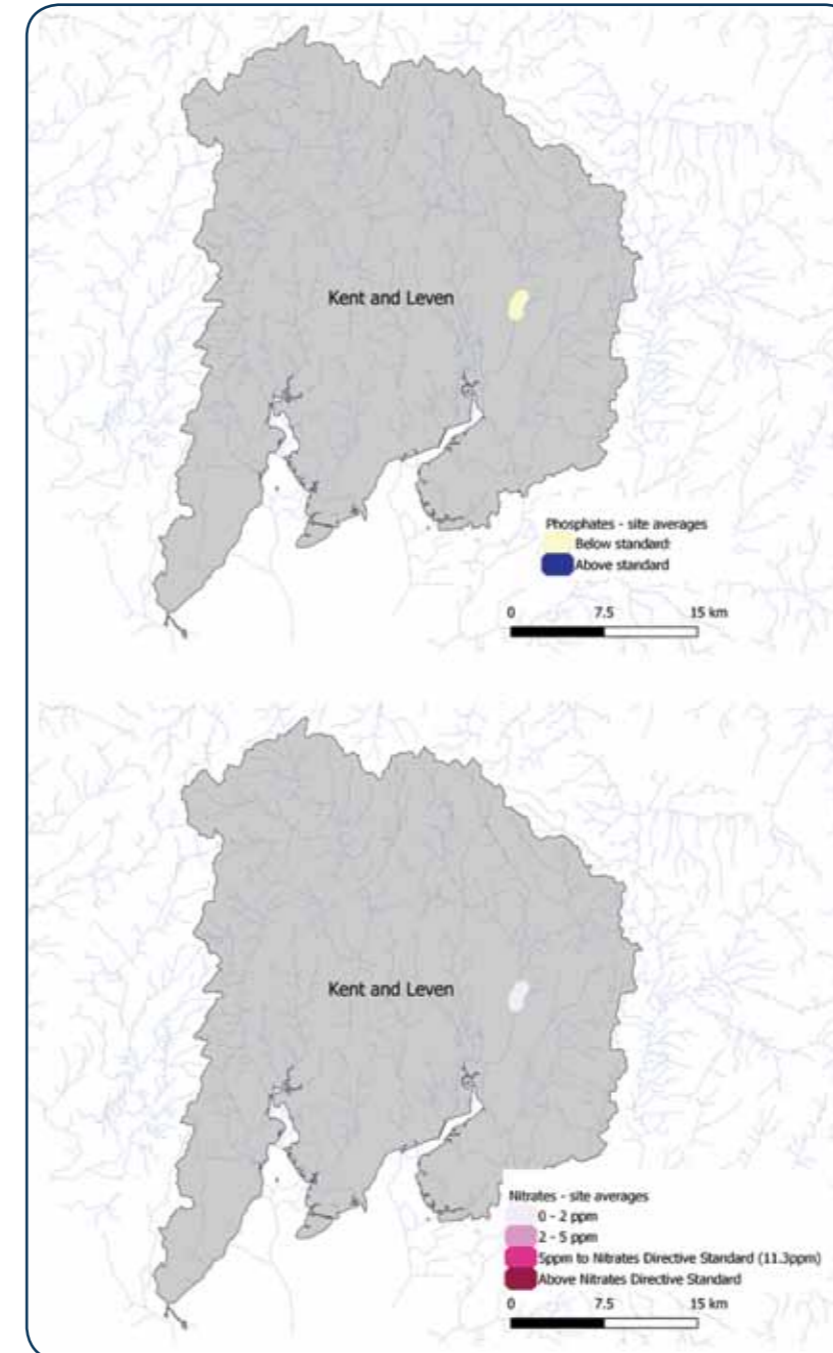 Kent and Leven
Phosphates - site averages
Below standard
Above standard
0 7.5 15 km
Kent and Leven
Nitrates - site averages
0 - 2 ppm
2 - 5 ppm
5ppm to Nitrates Directive Standard (11.3ppm)
Above Nitrates Directive Standard
0 7.5 15 km